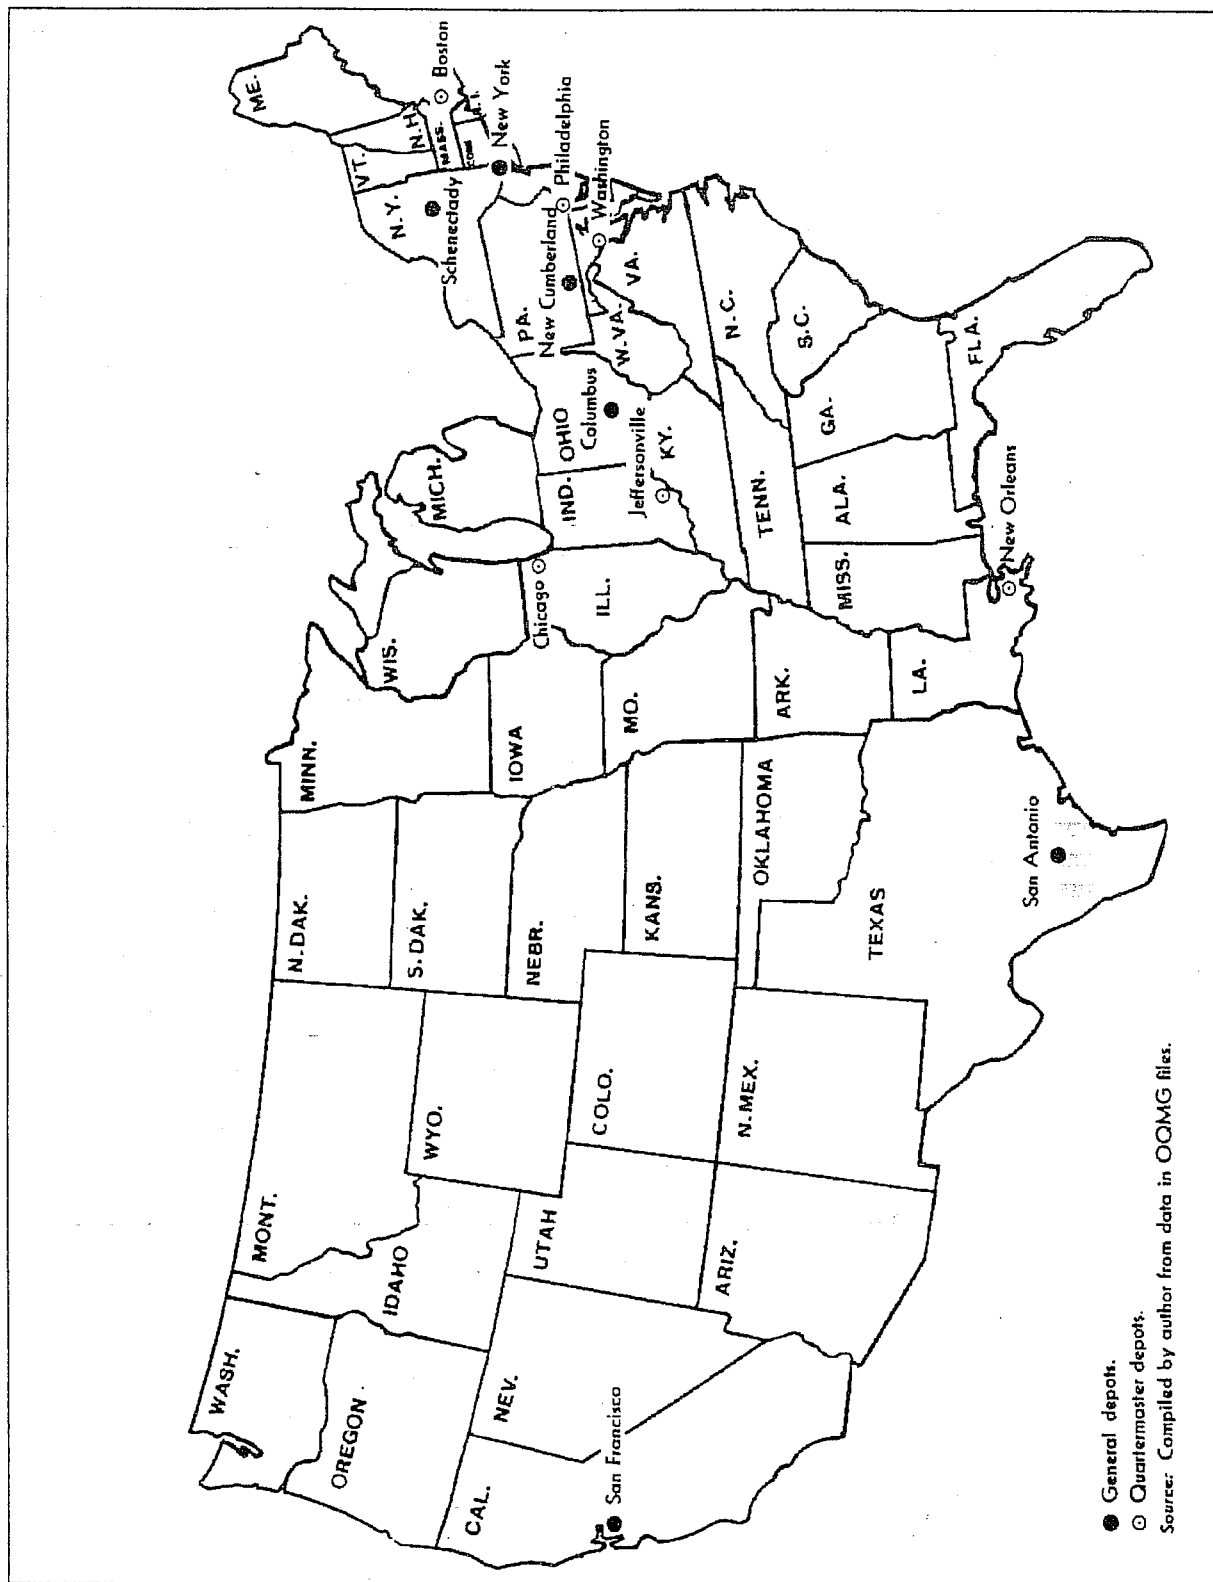 WASH.
MONT.
N. DAK.
MINN.
ME.
OREGON
IDAHO
WYO.
S. DAK.
WIS.
MICH.
VT.
N.H.
N.Y.
MASS.
CONN
R. I.
Boston
Schenectady
New York
CAL.
NEV.
UTAH
COLO.
NEBR.
IOWA
Chicago
ILL.
IND.
OHIO
Columbus
PA.
New Cumberland
Philadelphia
Washington
San Francisco
ARIZ.
N. MEX.
KANS.
MO.
Jeffersonville
KY.
W. VA.
VA.
OKLAHOMA
ARK.
TENN.
N. C.
S. C.
TEXAS
LA.
MISS.
ALA.
GA.
FLA.
San Antonio
New Orleans
General depots.
Quartermaster depots.
Source: Compiled by author from data in OQMG files.